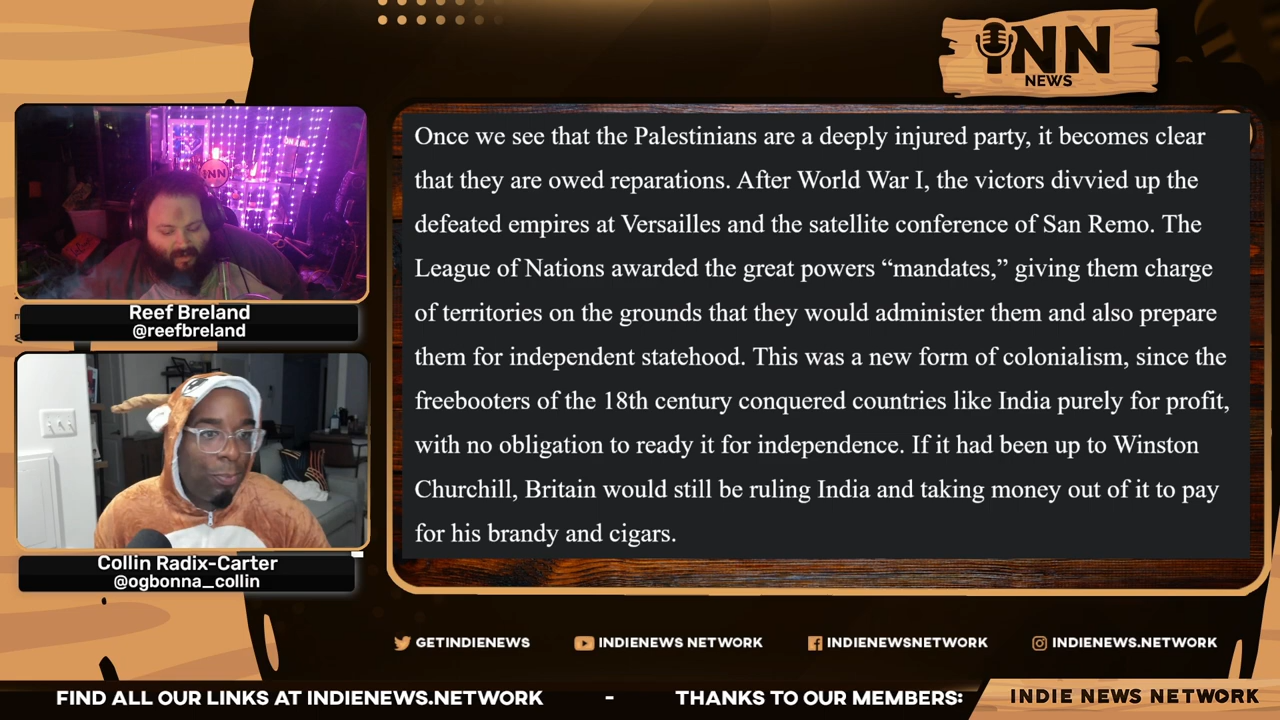 INN
NEWS
INN
Reef Breland
@reefbreland
Collin Radix-Carter
@ogbonna_collin
Once we see that the Palestinians are a deeply injured party, it becomes clear
that they are owed reparations. After World War I, the victors divvied up the
defeated empires at Versailles and the satellite conference of San Remo. The
League of Nations awarded the great powers “mandates,” giving them charge
of territories on the grounds that they would administer them and also prepare
them for independent statehood. This was a new form of colonialism, since the
freebooters of the 18th century conquered countries like India purely for profit,
with no obligation to ready it for independence. If it had been up to Winston
Churchill, Britain would still be ruling India and taking money out of it to pay
for his brandy and cigars.
GETINDIENEWS
INDIENEWS NETWORK
INDIENEWSNETWORK
INDIENEWS.NETWORK
FIND ALL OUR LINKS AT INDIENEWS.NETWORK - THANKS TO OUR MEMBERS:
INDIE NEWS NETWORK